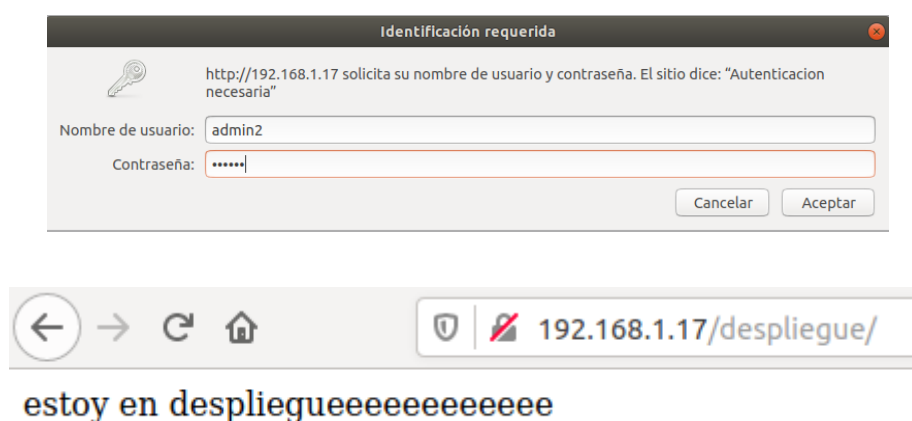 Identificación requerida
http://192.168.1.17 solicita su nombre de usuario y contraseña. El sitio dice: “Autenticacion
necesaria”
Nombre de usuario: admin2
Contraseña: ••••••
Cancelar Aceptar
192.168.1.17/despliegue/
estoy en despliegueeeeeeeeeeee